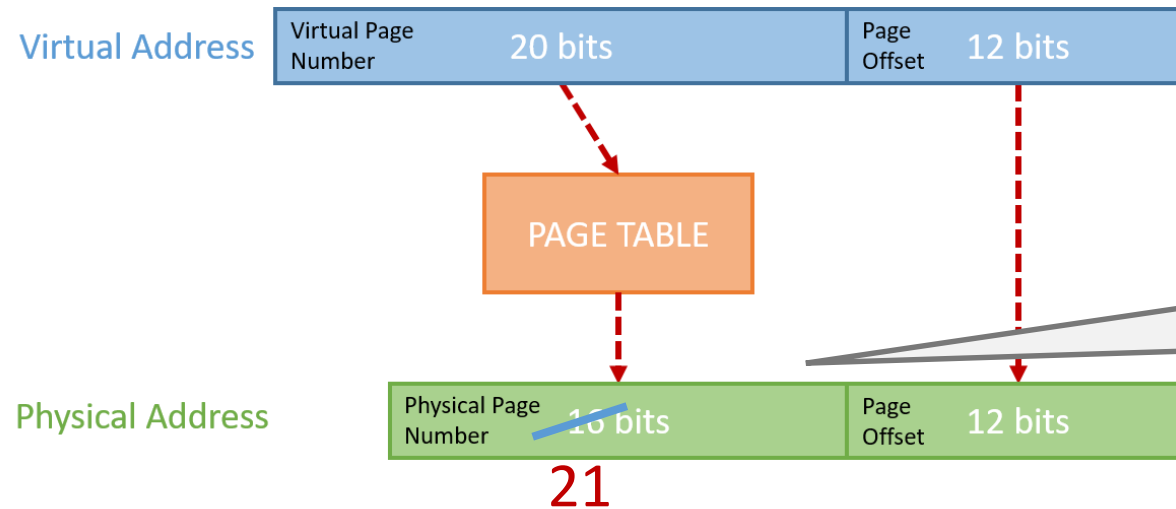 Virtual Address
Virtual Page
Number
20 bits
Page
Offset
12 bits
PAGE TABLE
Physical Address
Physical Page
Number
16 bits
Page
Offset
12 bits
21